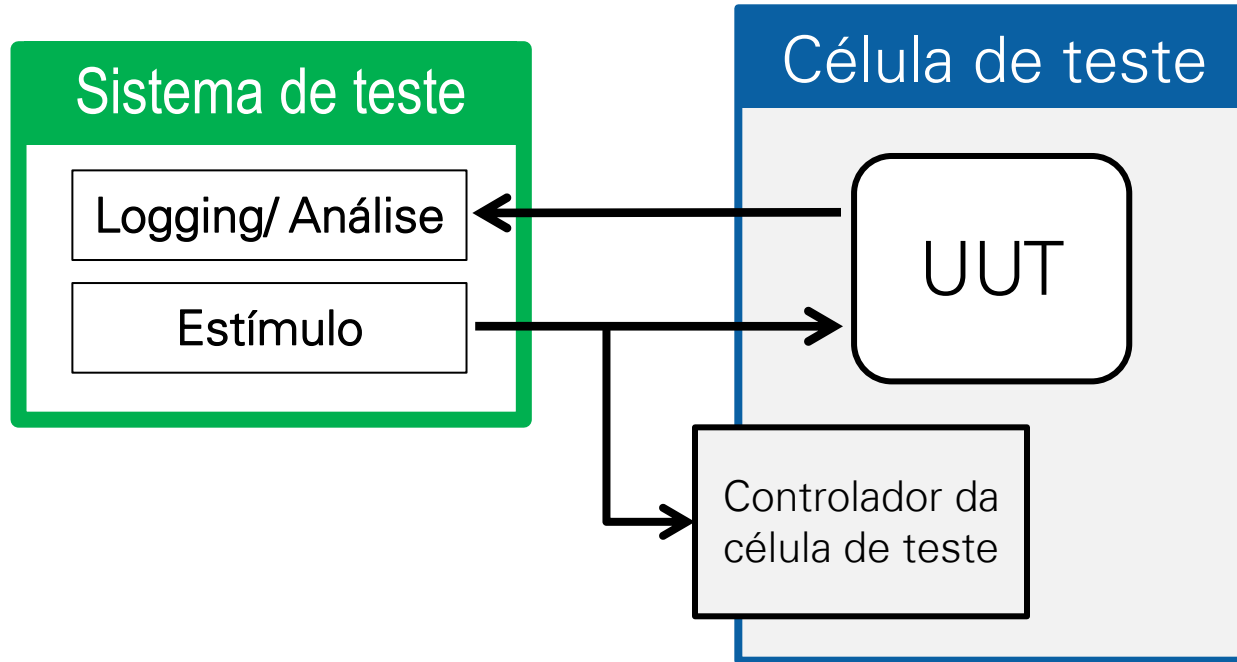 Sistema de teste
Logging/ Análise
Estímulo
Célula de teste
UUT
Controlador da
célula de teste